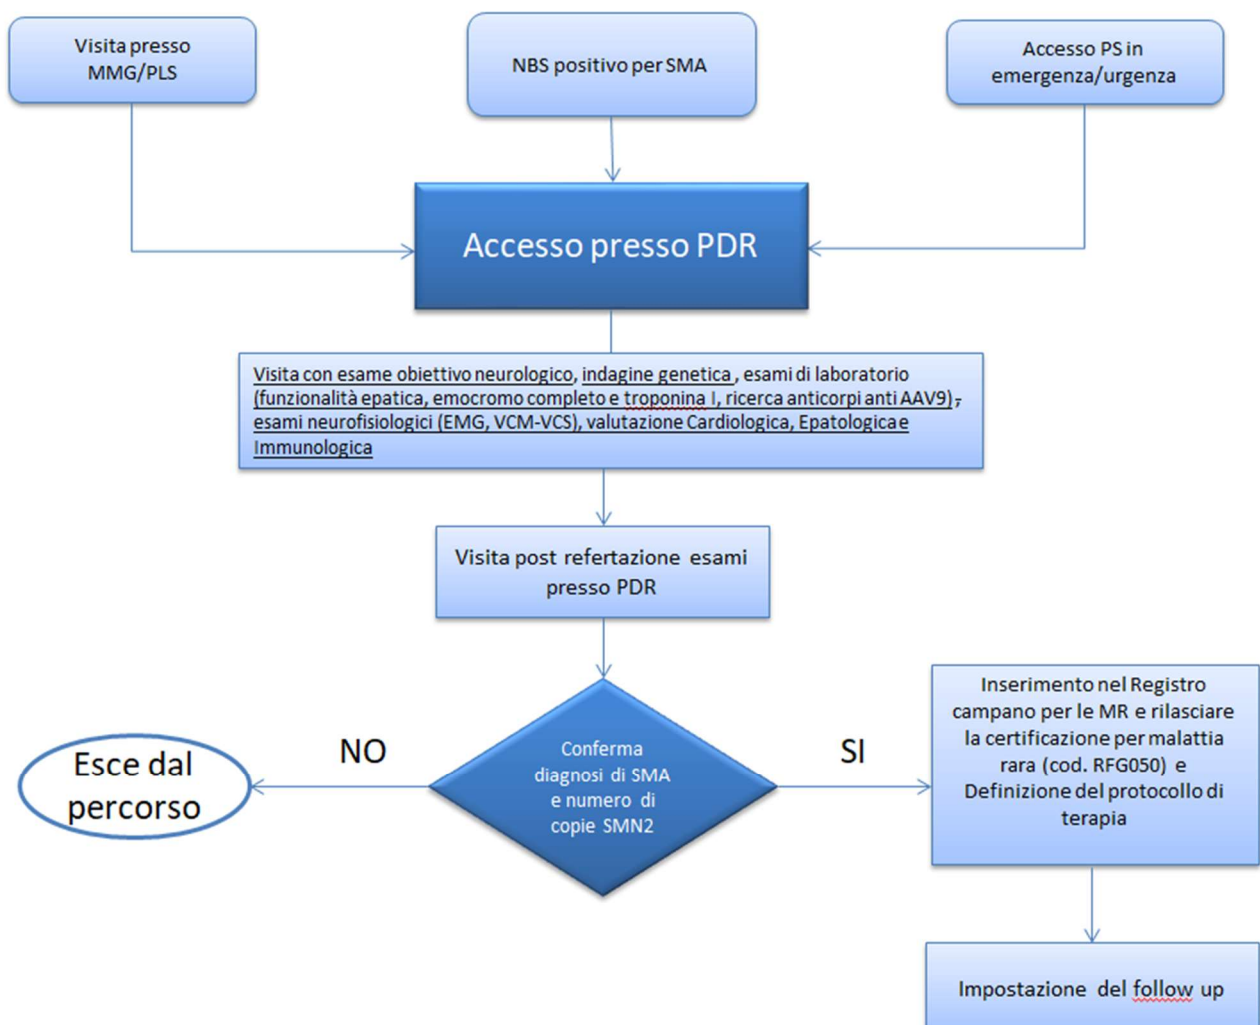 Visita presso
MMG/PLS
NBS positivo per SMA
Accesso PS in
emergenza/urgenza
Accesso presso PDR
Visita con esame obiettivo neurologico, indagine genetica , esami di laboratorio
(funzionalità epatica, emocromo completo e troponina I, ricerca anticorpi anti AAV9),
esami neurofisiologici (EMG, VCM-VCS), valutazione Cardiologica, Epatologica e
Immunologica
Visita post refertazione esami
presso PDR
Conferma
diagnosi di SMA
e numero di
copie SMN2
NO
Esce dal
percorso
SI
Inserimento nel Registro
campano per le MR e rilasciare
la certificazione per malattia
rara (cod. RFG050) e
Definizione del protocollo di
terapia
Impostazione del follow up